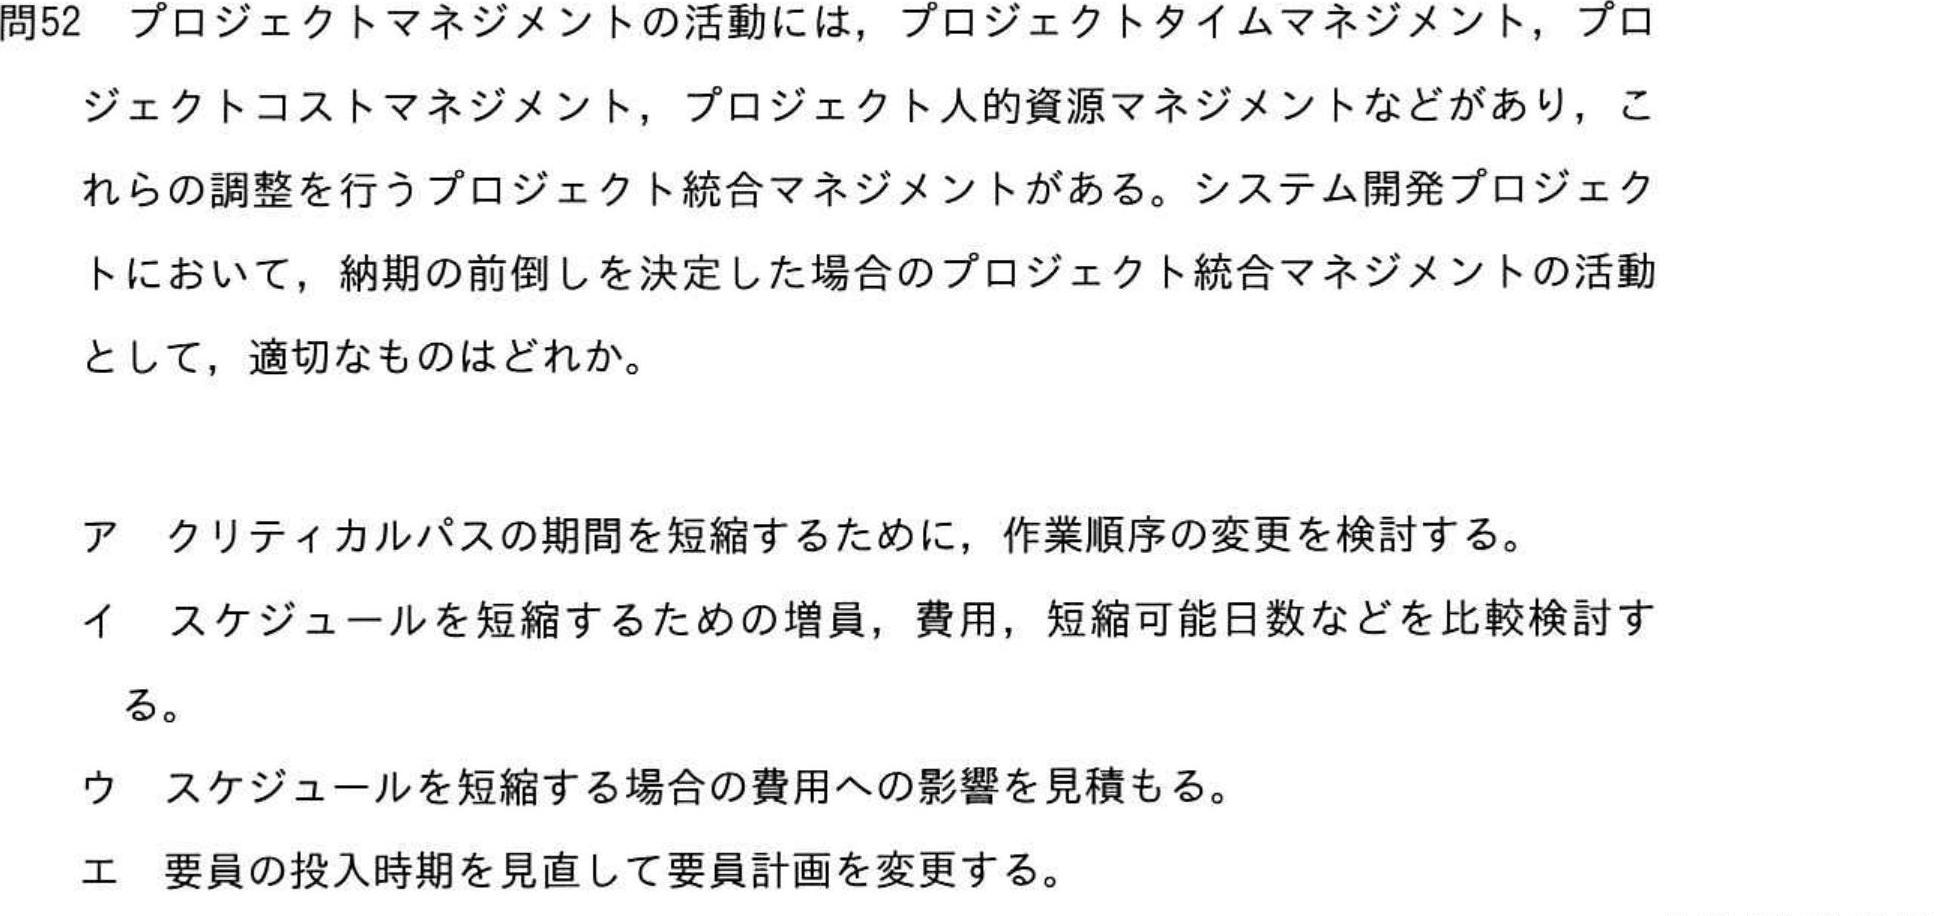 問52　プロジェクトマネジメントの活動には，プロジェクトタイムマネジメント，プロ
ジェクトコストマネジメント，プロジェクト人的資源マネジメントなどがあり，こ
れらの調整を行うプロジェクト統合マネジメントがある。システム開発プロジェク
トにおいて，納期の前倒しを決定した場合のプロジェクト統合マネジメントの活動
として，適切なものはどれか。
ア　クリティカルパスの期間を短縮するために，作業順序の変更を検討する。
イ　スケジュールを短縮するための増員，費用，短縮可能日数などを比較検討す
る。
ウ　スケジュールを短縮する場合の費用への影響を見積もる。
エ　要員の投入時期を見直して要員計画を変更する。